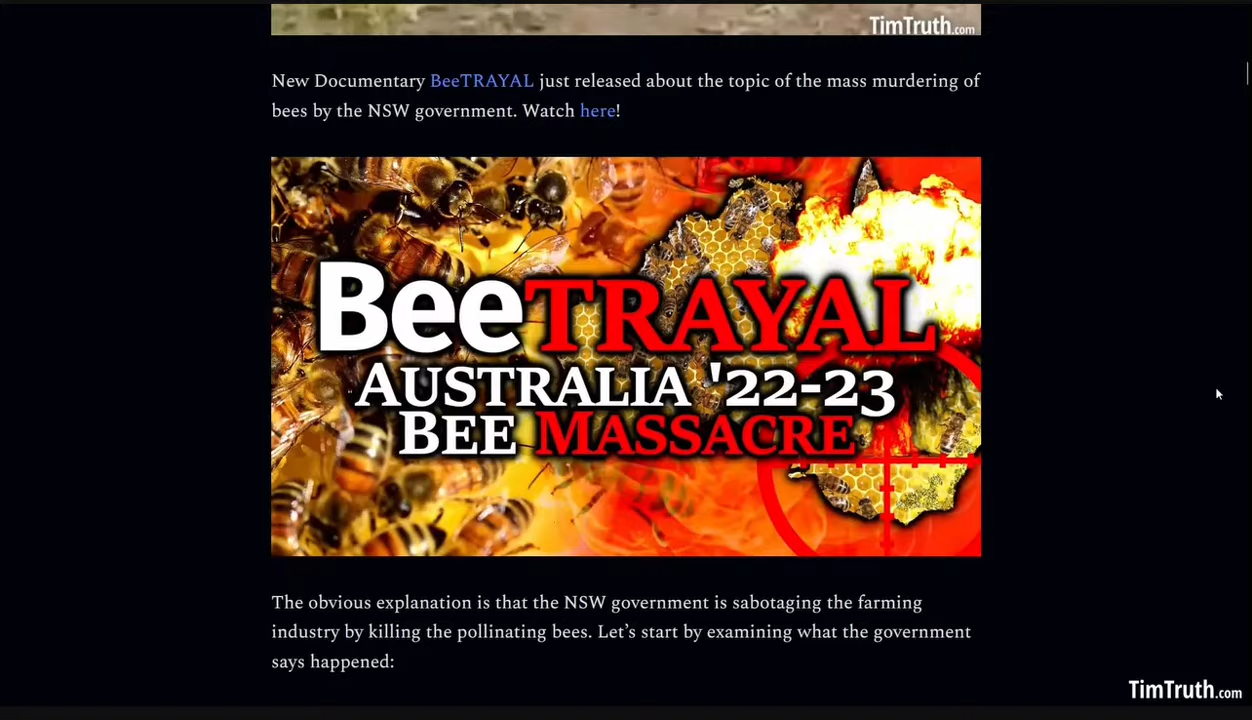 TimTruth.com
New Documentary BeeTRAYAL just released about the topic of the mass murdering of
bees by the NSW government. Watch here!
BeeTRAYAL
AUSTRALIA '22-23
BEE MASSACRE
The obvious explanation is that the NSW government is sabotaging the farming
industry by killing the pollinating bees. Let's start by examining what the government
says happened:
TimTruth.com